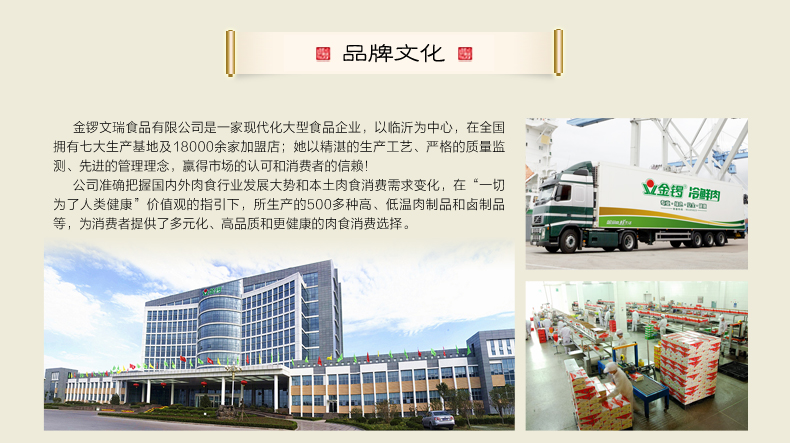 品牌文化
金锣文瑞食品有限公司是一家现代化大型食品企业，以临沂为中心，在全国
拥有七大生产基地及18000余家加盟店；她以精湛的生产工艺、严格的质量监
测、先进的管理理念，赢得市场的认可和消费者的信赖！
公司准确把握国内外肉食行业发展大势和本土肉食消费需求变化，在“一切
为了人类健康”价值观的指引下，所生产的500多种高、低温肉制品和卤制品
等，为消费者提供了多元化、高品质和更健康的肉食消费选择。
金锣 冷鲜肉